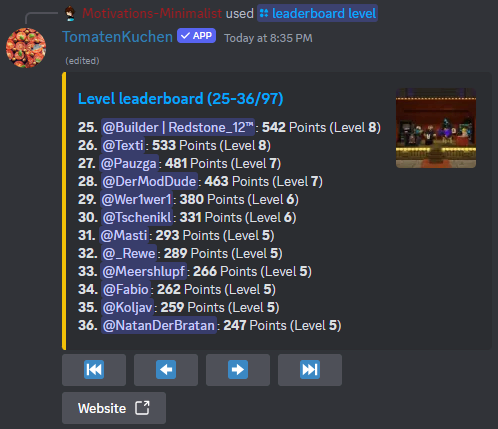 Motivations-Minimalist used leaderboard level
TomatenKuchen APP Today at 8:35 PM
(edited)
Level leaderboard (25-36/97)
25. @Builder | Redstone_12™: 542 Points (Level 8)
26. @Texti: 533 Points (Level 8)
27. @Pauzga: 481 Points (Level 7)
28. @DerModDude: 463 Points (Level 7)
29. @Wer1wer1: 380 Points (Level 6)
30. @Tschenikl: 331 Points (Level 6)
31. @Masti: 293 Points (Level 5)
32. @_Rewe: 289 Points (Level 5)
33. @Meershlupf: 266 Points (Level 5)
34. @Fabio: 262 Points (Level 5)
35. @Koljav: 259 Points (Level 5)
36. @NatanDerBratan: 247 Points (Level 5)
Website